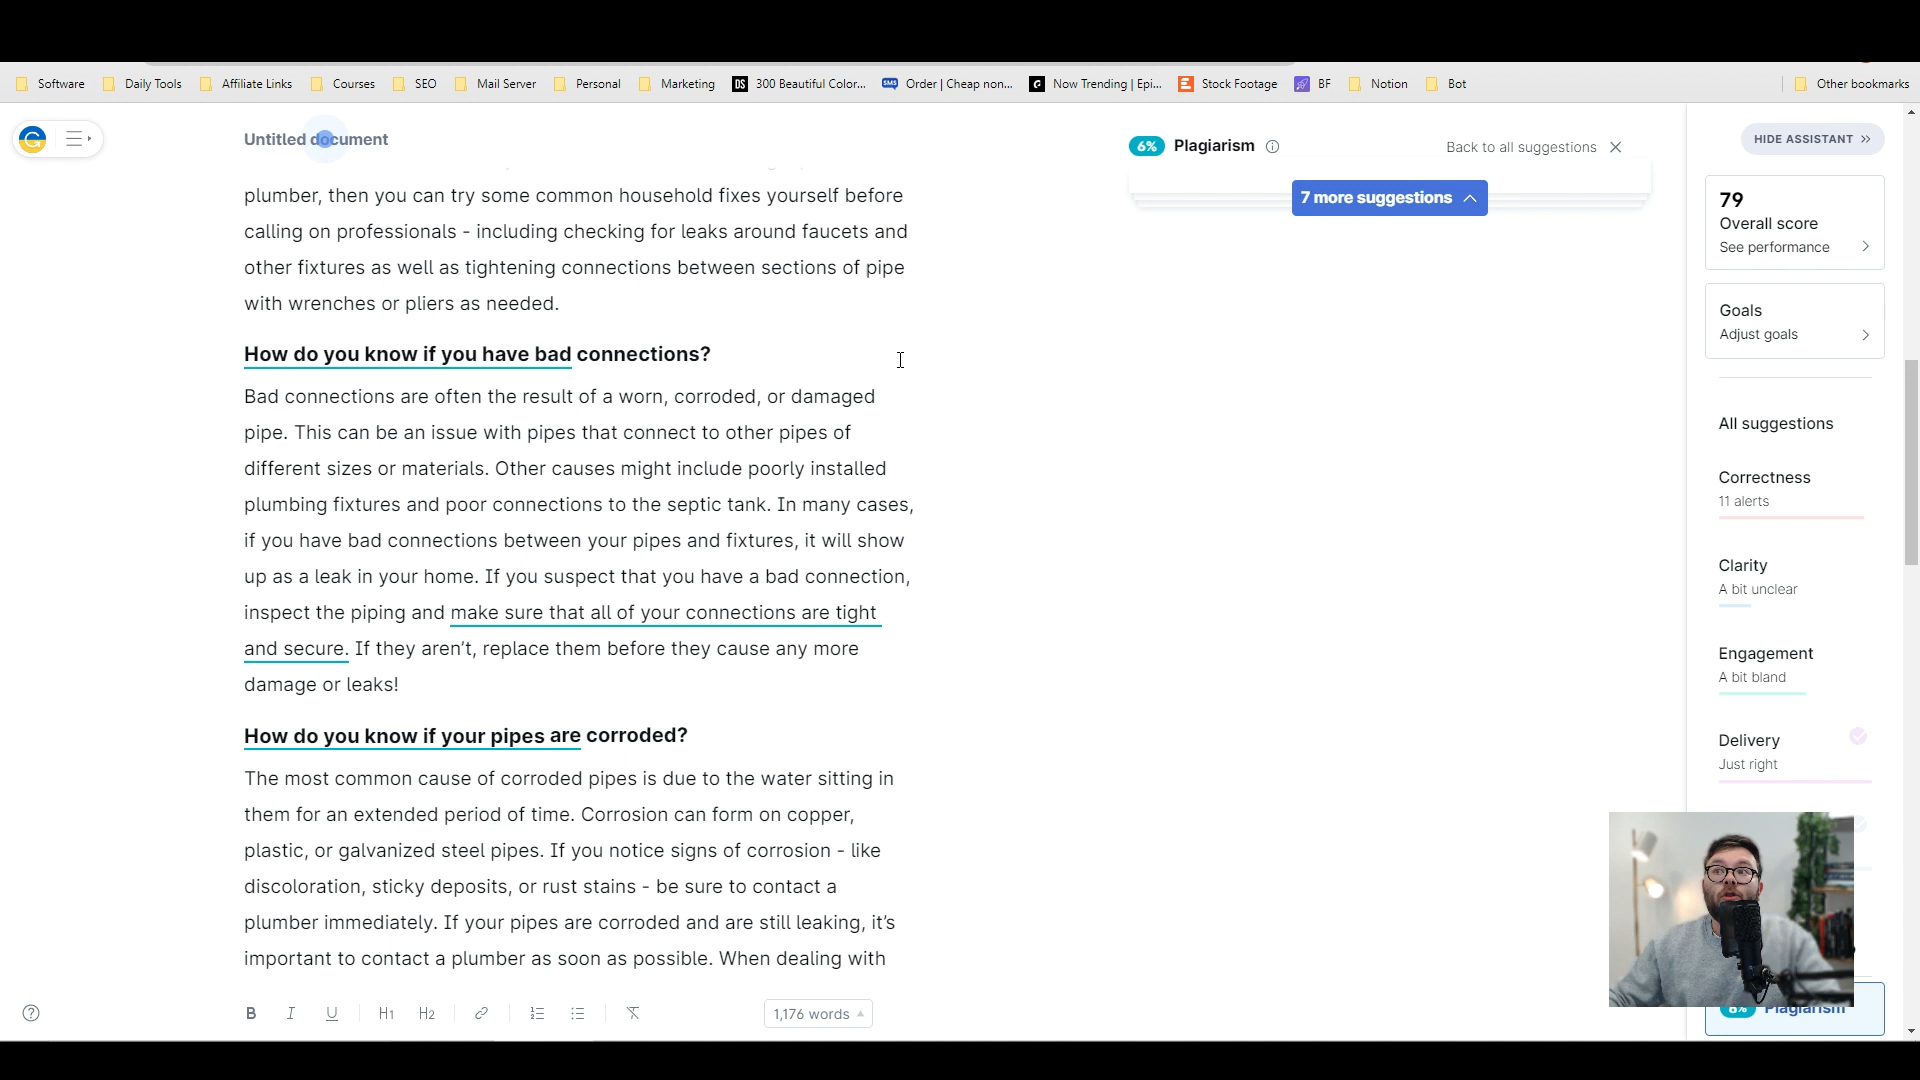 Software Daily Tools Affiliate Links Courses SEO Mail Server Personal Marketing DS 300 Beautiful Color... SMS Order | Cheap non... Now Trending | Epi... Stock Footage BF Notion Bot Other bookmarks
Untitled document
plumber, then you can try some common household fixes yourself before
calling on professionals - including checking for leaks around faucets and
other fixtures as well as tightening connections between sections of pipe
with wrenches or pliers as needed.
How do you know if you have bad connections?
Bad connections are often the result of a worn, corroded, or damaged
pipe. This can be an issue with pipes that connect to other pipes of
different sizes or materials. Other causes might include poorly installed
plumbing fixtures and poor connections to the septic tank. In many cases,
if you have bad connections between your pipes and fixtures, it will show
up as a leak in your home. If you suspect that you have a bad connection,
inspect the piping and make sure that all of your connections are tight
and secure. If they aren't, replace them before they cause any more
damage or leaks!
How do you know if your pipes are corroded?
The most common cause of corroded pipes is due to the water sitting in
them for an extended period of time. Corrosion can form on copper,
plastic, or galvanized steel pipes. If you notice signs of corrosion - like
discoloration, sticky deposits, or rust stains - be sure to contact a
plumber immediately. If your pipes are corroded and are still leaking, it's
important to contact a plumber as soon as possible. When dealing with
B I U H1 H2
1,176 words
6% Plagiarism
Back to all suggestions
7 more suggestions
HIDE ASSISTANT
79
Overall score
See performance
Goals
Adjust goals
All suggestions
Correctness
11 alerts
Clarity
A bit unclear
Engagement
A bit bland
Delivery
Just right
6% Plagiarism